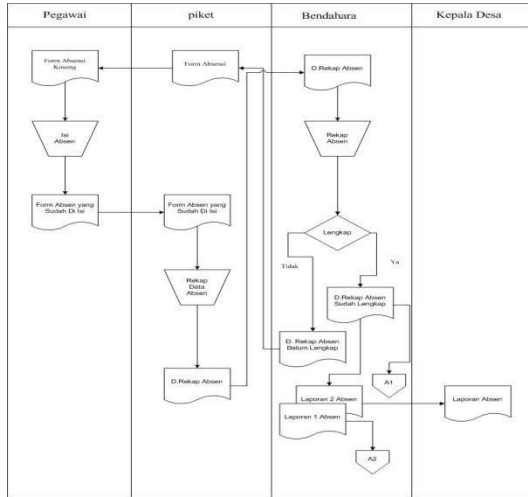 Pegawai
piket
Bendahara
Kepala Desa
Form Absensi
Kosong
Form Absensi
D.Rekap Absen
Isi
Absen
Rekap
Absen
Form Absen yang
Sudah Di Isi
Form Absen yang
Sudah Di Isi
Lengkap
Tidak
Ya
Rekap
Data
Absen
D.Rekap Absen
Sudah Lengkap
D. Rekap Absen
Belum Lengkap
D.Rekap Absen
A1
Laporan 2 Absen
Laporan Absen
Laporan 1 Absen
A2